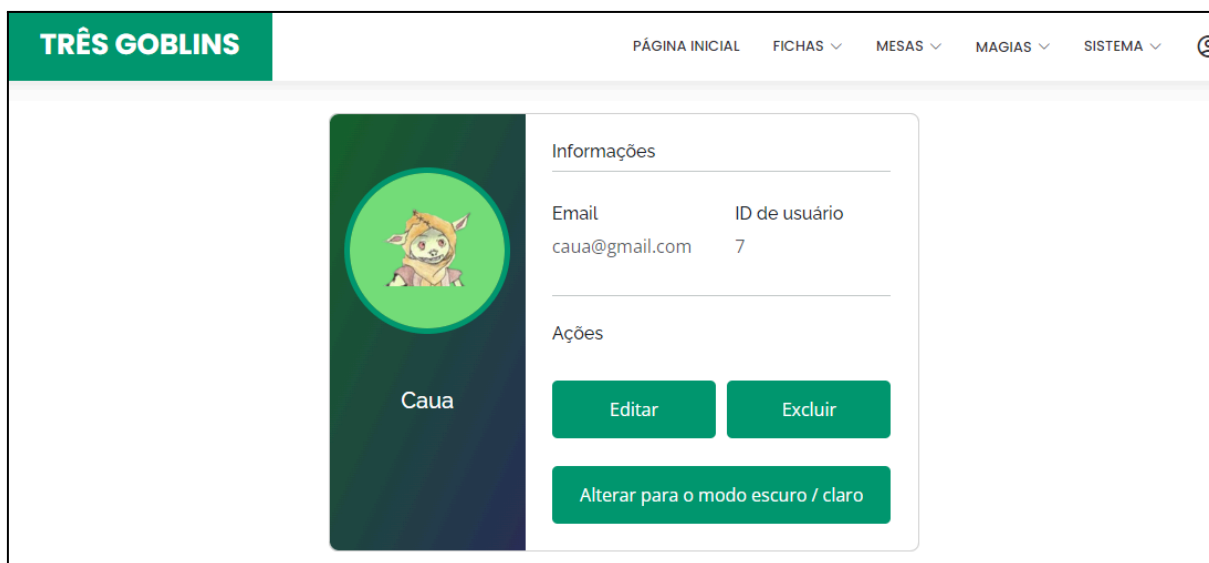 TRÊS GOBLINS
PÁGINA INICIAL FICHAS MESAS MAGIAS SISTEMA
Informações
Email ID de usuário
caua@gmail.com 7
Ações
Caua
Editar Excluir
Alterar para o modo escuro / claro